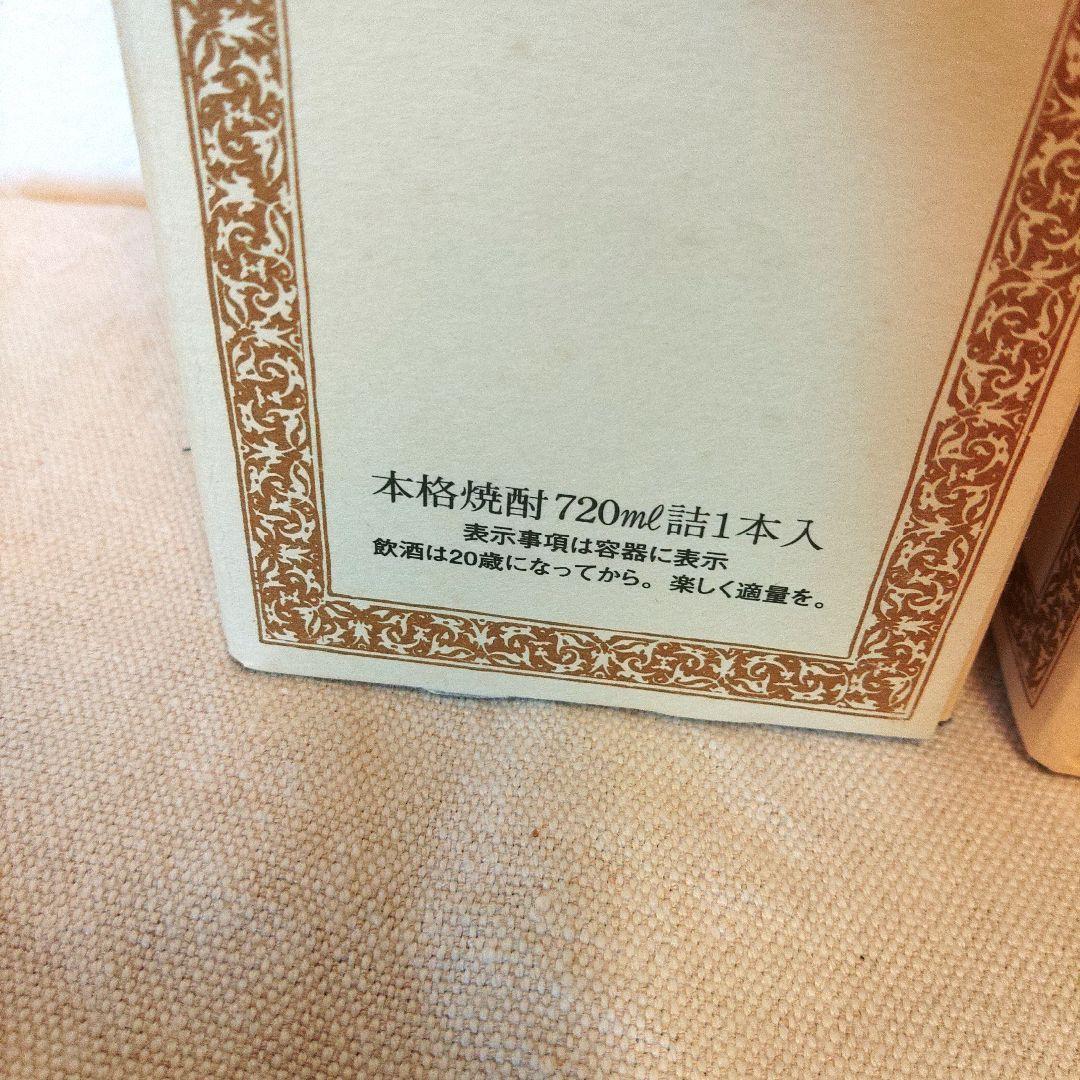 本格焼酎720ml詰1本入
表示事項は容器に表示
飲酒は20歳になってから。楽しく適量を。